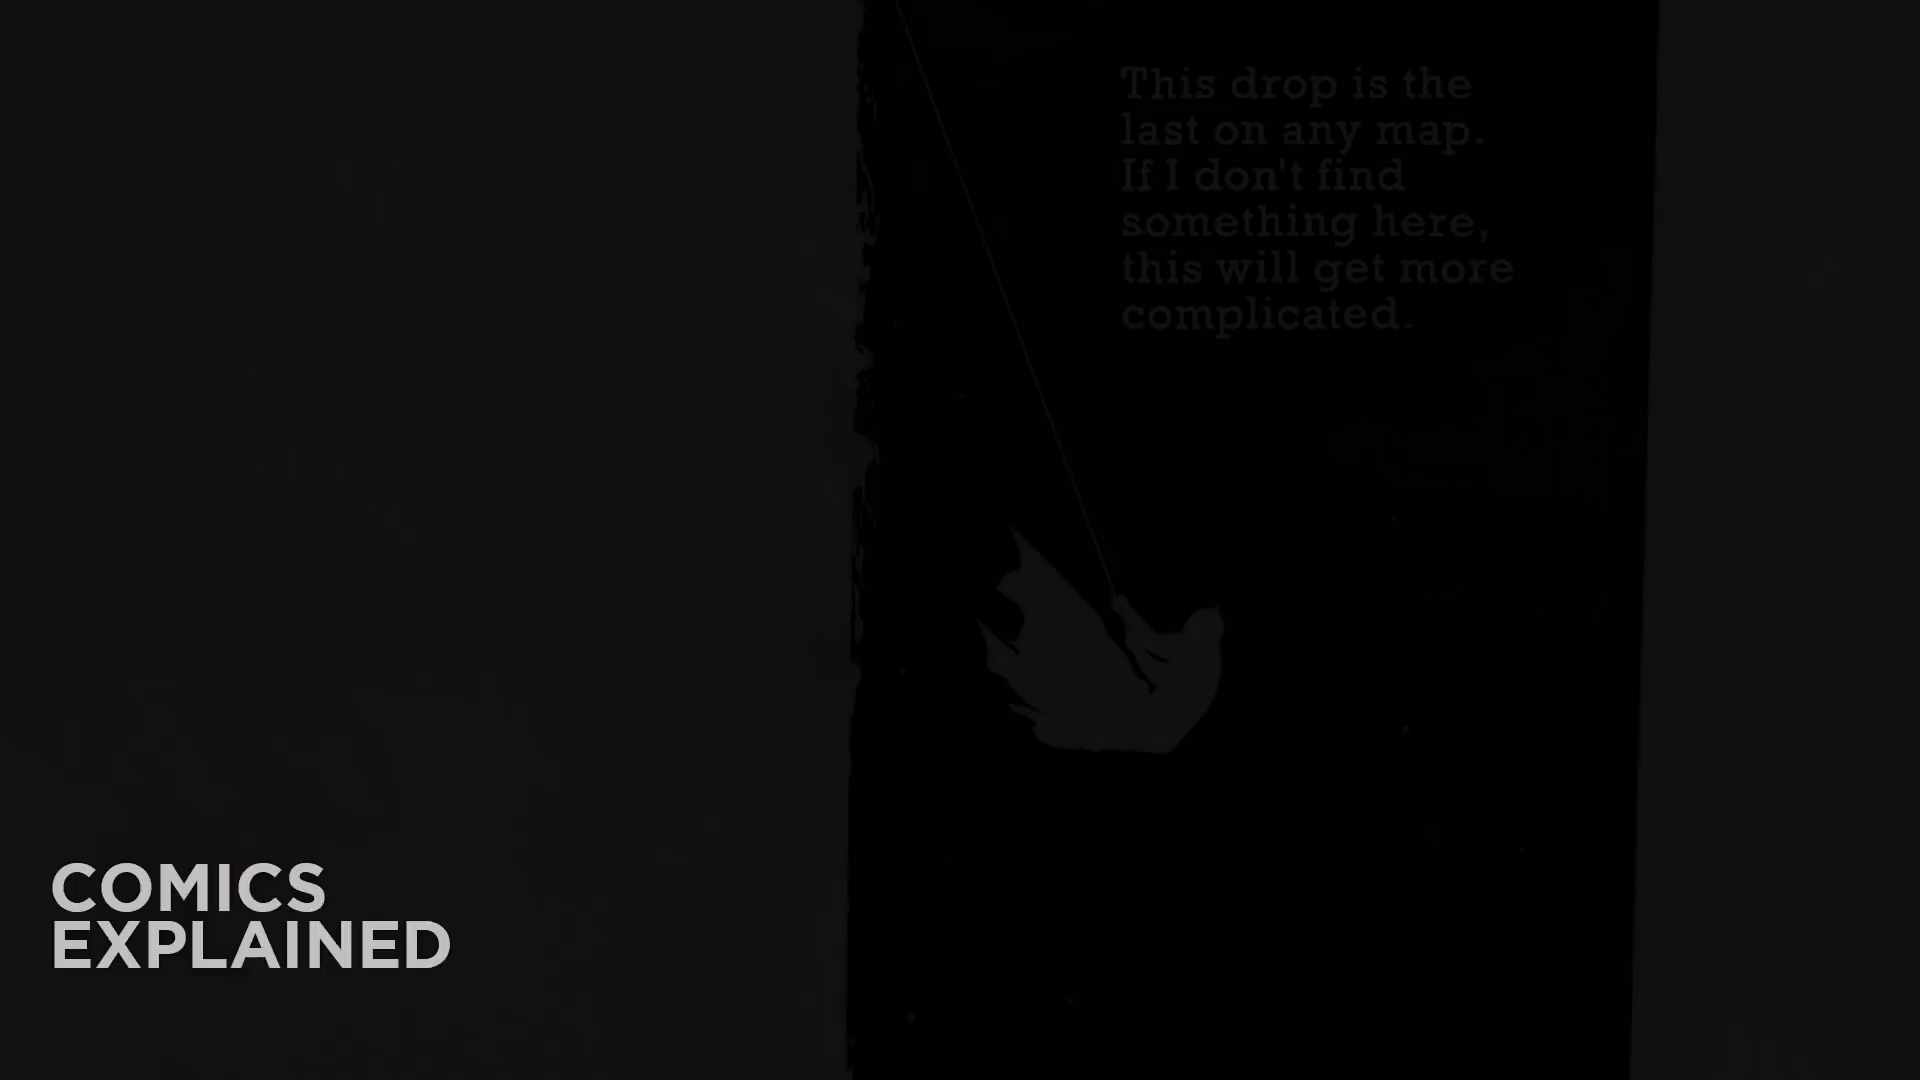 This drop is the
last on any map.
If I don't find
something here,
this will get more
complicated.
COMICS
EXPLAINED